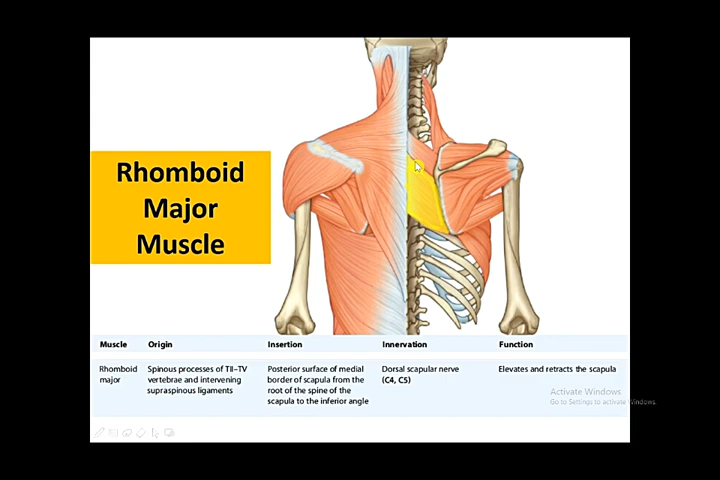 Rhomboid
Major
Muscle
Muscle Origin Insertion Innervation Function
Rhomboid major
Spinous processes of TII–TV
vertebrae and intervening
supraspinous ligaments
Posterior surface of medial
border of scapula from the
root of the spine of the
scapula to the inferior angle
Dorsal scapular nerve
(C4, C5)
Elevates and retracts the scapula
Activate Windows
Go to Settings to activate Windows.